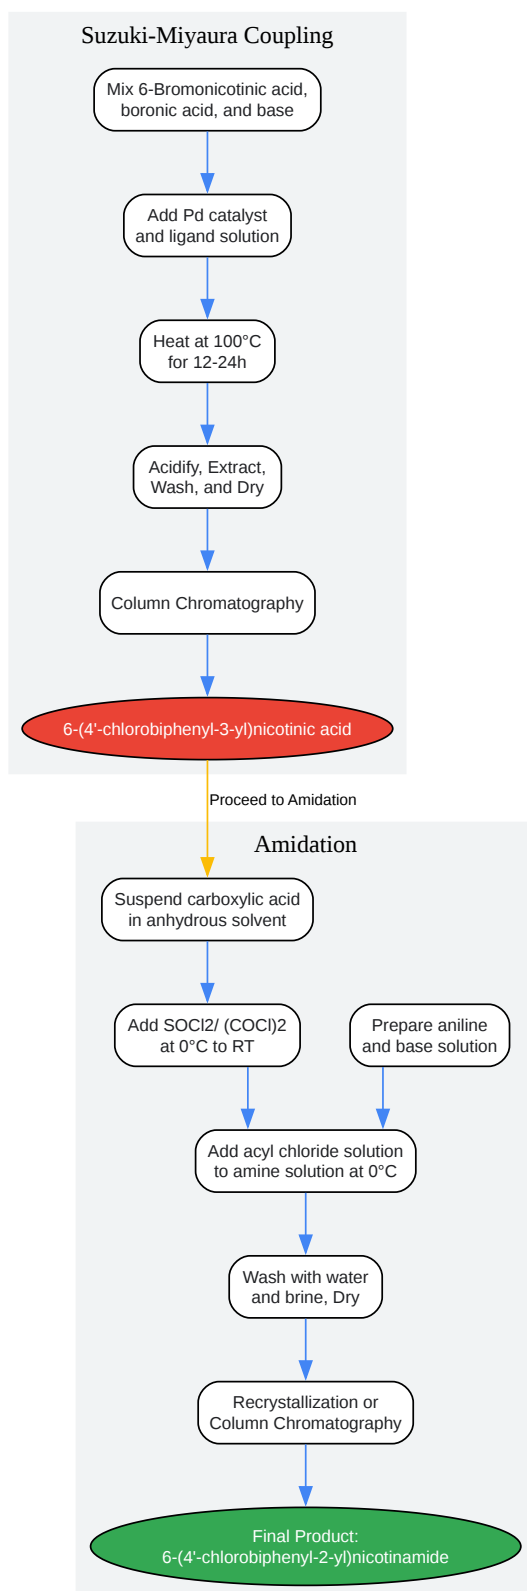 Suzuki-Miyaura Coupling
Mix 6-Bromonicotinic acid,
boronic acid, and base
Add Pd catalyst
and ligand solution
Heat at 100°C
for 12-24h
Acidify, Extract,
Wash, and Dry
Column Chromatography
6-(4'-chlorobiphenyl-3-yl)nicotinic acid
Proceed to Amidation
Amidation
Suspend carboxylic acid
in anhydrous solvent
Add SOCl2/ (COCl)2
at 0°C to RT
Prepare aniline
and base solution
Add acyl chloride solution
to amine solution at 0°C
Wash with water
and brine, Dry
Recrystallization or
Column Chromatography
Final Product:
6-(4'-chlorobiphenyl-2-yl)nicotinamide